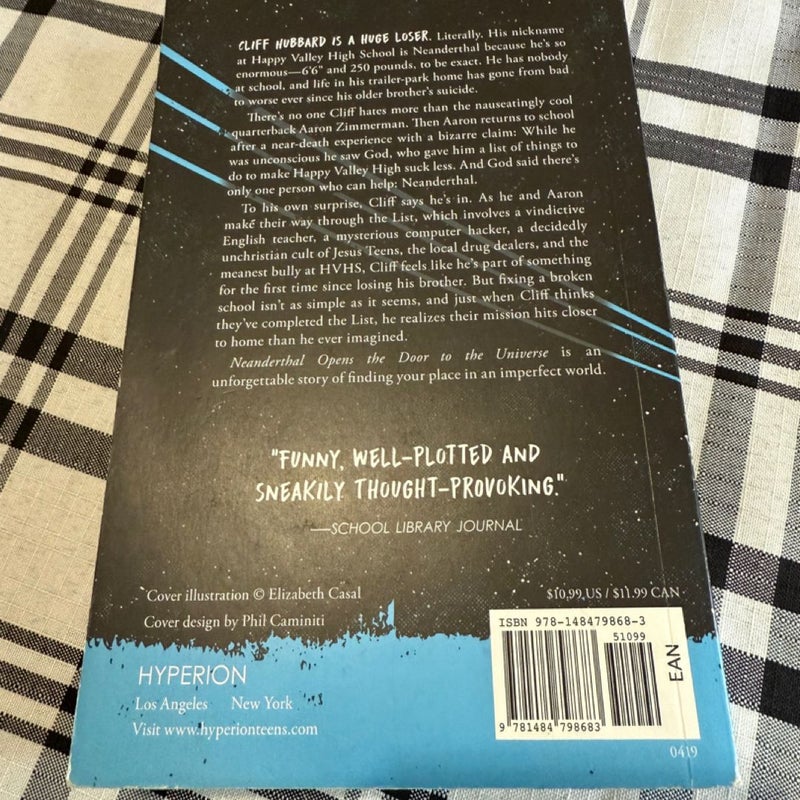 CLIFF HUBBARD IS A HUGE LOSER. Literally. His nickname
at Happy Valley High School is Neanderthal because he's so
enormous—6'6" and 250 pounds, to be exact. He has nobody
at school, and life in his trailer-park home has gone from bad
to worse ever since his older brother's suicide.
There's no one Cliff hates more than the nauseatingly cool
quarterback Aaron Zimmerman. Then Aaron returns to school
after a near-death experience with a bizarre claim: While he
was unconscious he saw God, who gave him a list of things to
do to make Happy Valley High suck less. And God said there's
only one person who can help: Neanderthal.
To his own surprise, Cliff says he's in. As he and Aaron
make their way through the List, which involves a vindictive
English teacher, a mysterious computer hacker, a decidedly
unchristian cult of Jesus Teens, the local drug dealers, and the
meanest bully at HVHS, Cliff feels like he's part of something
for the first time since losing his brother. But fixing a broken
school isn't as simple as it seems, and just when Cliff thinks
they've completed the List, he realizes their mission hits closer
to home than he ever imagined.
Neanderthal Opens the Door to the Universe is an
unforgettable story of finding your place in an imperfect world.
"FUNNY, WELL-PLOTTED AND
SNEAKILY THOUGHT-PROVOKING."
—SCHOOL LIBRARY JOURNAL
Cover illustration © Elizabeth Casal
Cover design by Phil Caminiti
$10.99 US / $11.99 CAN
ISBN 978-148479868-3
51099
EAN
9 781484 798683
0419
HYPERION
Los Angeles New York
Visit www.hyperionteens.com